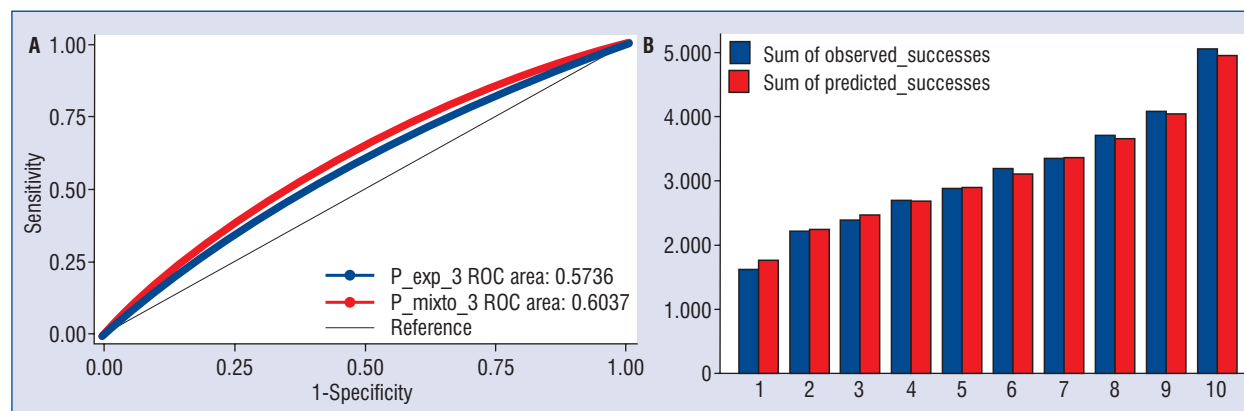 A
1.00
0.75
0.50
0.25
0.00
Sensitivity
0.00
0.25
0.50
0.75
1.00
1-Specificity
P_exp_3 ROC area: 0.5736
P_mixto_3 ROC area: 0.6037
Reference
B
5.000
4.000
3.000
2.000
1.000
0
Sum of observed_successes
Sum of predicted_successes
1 2 3 4 5 6 7 8 9 10